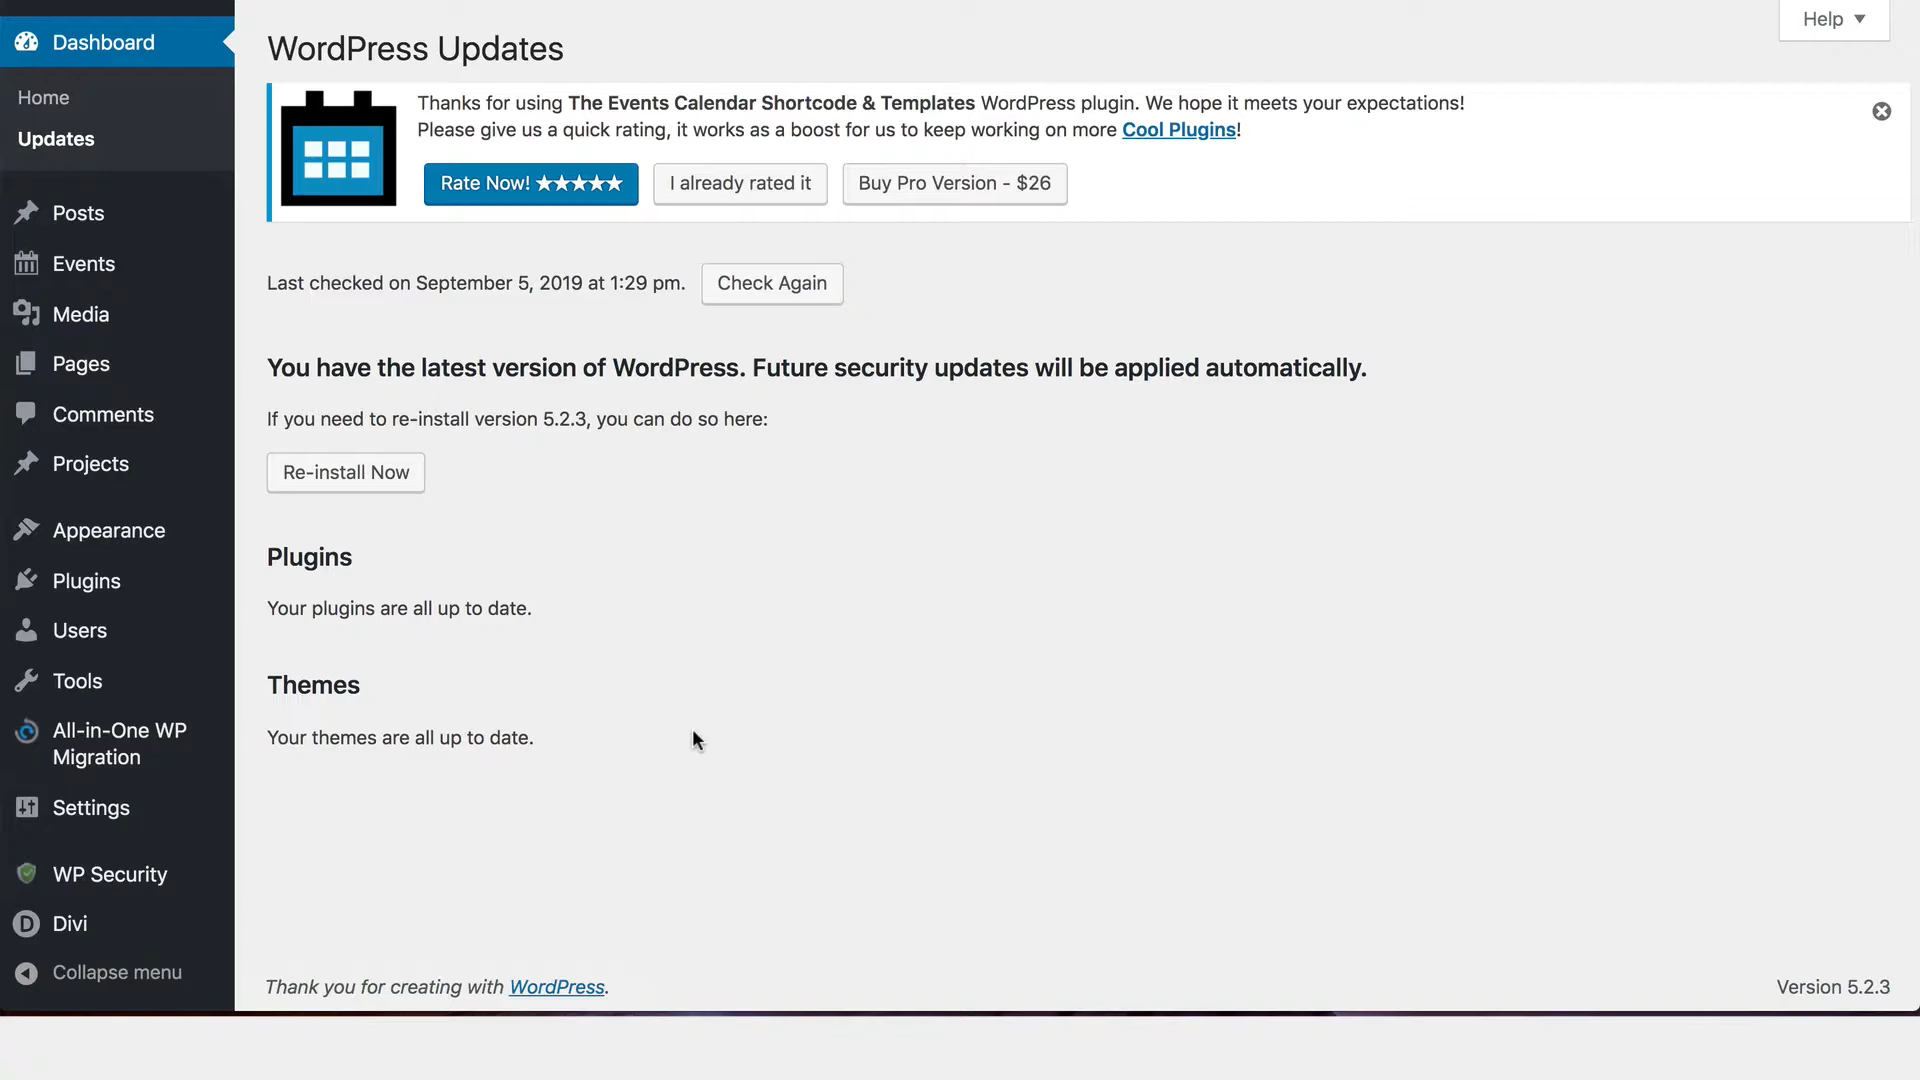 Help
Dashboard
Home
Updates
Posts
Events
Media
Pages
Comments
Projects
Appearance
Plugins
Users
Tools
All-in-One WP
Migration
Settings
WP Security
Divi
Collapse menu
WordPress Updates
Thanks for using The Events Calendar Shortcode & Templates WordPress plugin. We hope it meets your expectations!
Please give us a quick rating, it works as a boost for us to keep working on more Cool Plugins!
Rate Now! ★★★★★
I already rated it
Buy Pro Version - $26
Last checked on September 5, 2019 at 1:29 pm.
Check Again
You have the latest version of WordPress. Future security updates will be applied automatically.
If you need to re-install version 5.2.3, you can do so here:
Re-install Now
Plugins
Your plugins are all up to date.
Themes
Your themes are all up to date.
Thank you for creating with WordPress.
Version 5.2.3